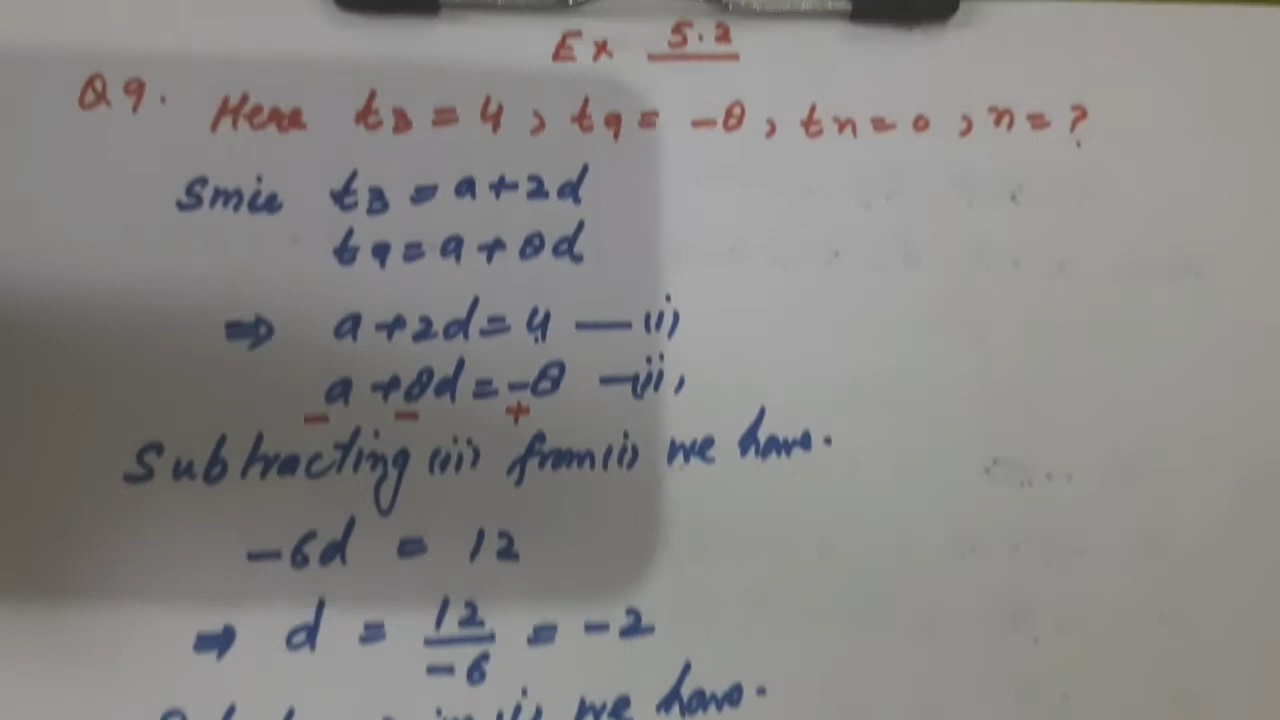 Ex 5.2
Q9. Here t3 = 4, t9 = -8, tn = 0, n = ?
Since t3 = a+2d
t9 = a+8d
⇒ a+2d = 4 —(i)
a+8d = -8 —(ii)
- - +
Subtracting (ii) from (i) we have.
-6d = 12
⇒ d = 12/-6 = -2
in (i) we have.